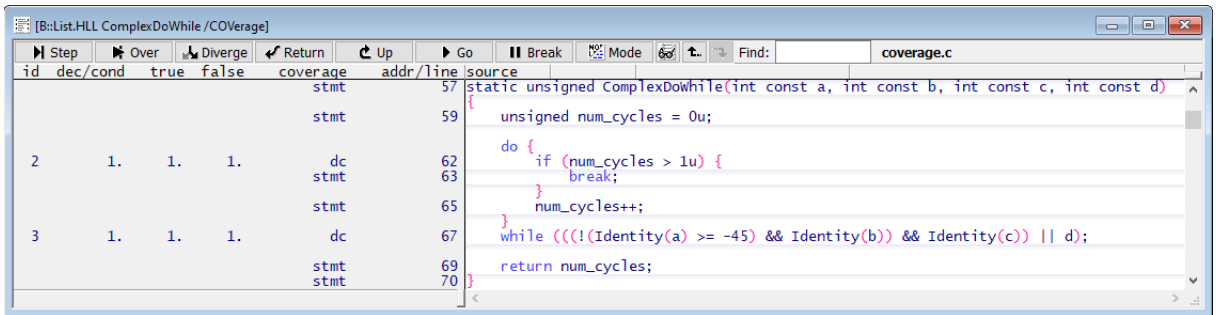 [B::List.HLL ComplexDoWhile /COVerage]
Step Over Diverge Return Up Go Break Mode t.. Find: coverage.c
id dec/cond true false coverage addr/line source
stmt 57 static unsigned ComplexDoWhile(int const a, int const b, int const c, int const d)
{
stmt 59 unsigned num_cycles = 0u;
do {
2 1. 1. 1. dc 62 if (num_cycles > 1u) {
stmt 63 break;
}
stmt 65 num_cycles++;
}
3 1. 1. 1. dc 67 while (((!(Identity(a) >= -45) && Identity(b)) && Identity(c)) || d);
stmt 69 return num_cycles;
stmt 70 }